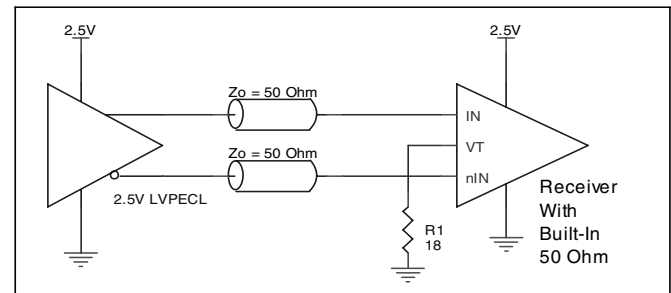 2.5V
2.5V
Zo = 50 Ohm
IN
VT
Zo = 50 Ohm
nIN
2.5V LVPECL
R1
18
Receiver
With
Built-In
50 Ohm